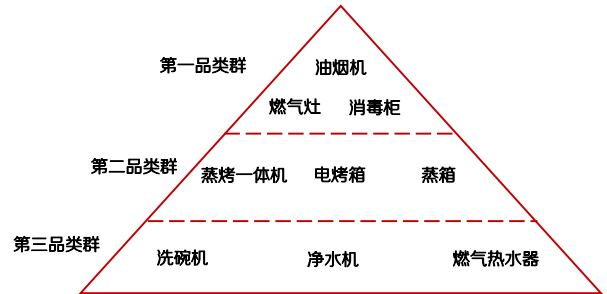 第一品类群
油烟机
燃气灶 消毒柜
第二品类群
蒸烤一体机 电烤箱 蒸箱
第三品类群
洗碗机 净水机 燃气热水器